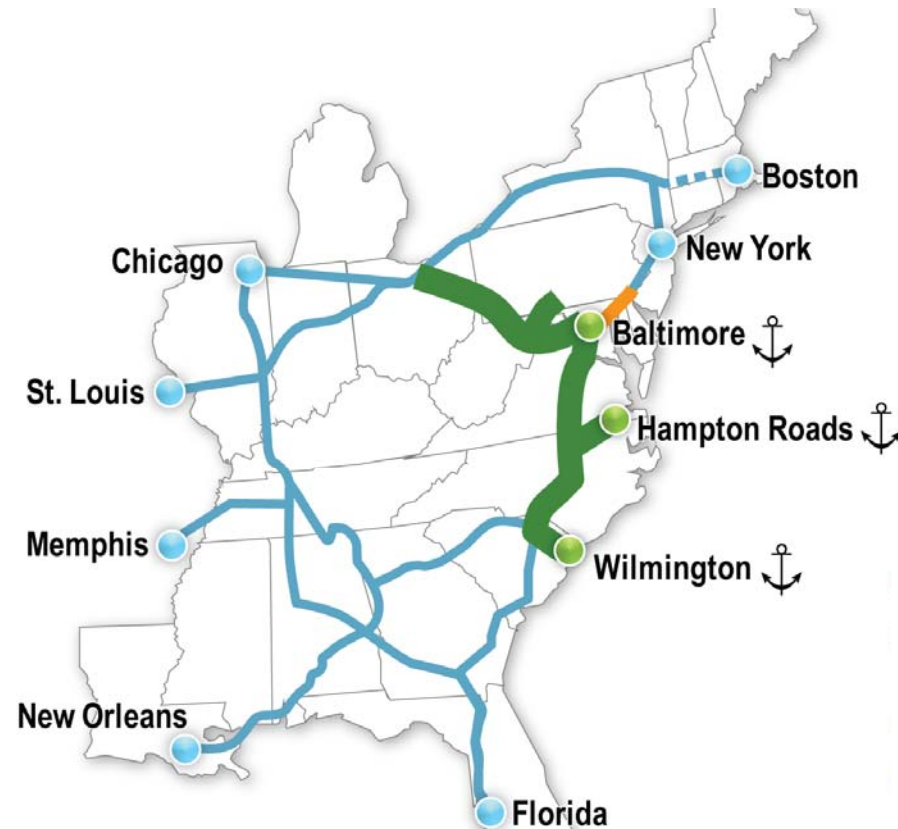 Boston
New York
Chicago
Baltimore
St. Louis
Hampton Roads
Memphis
Wilmington
New Orleans
Florida